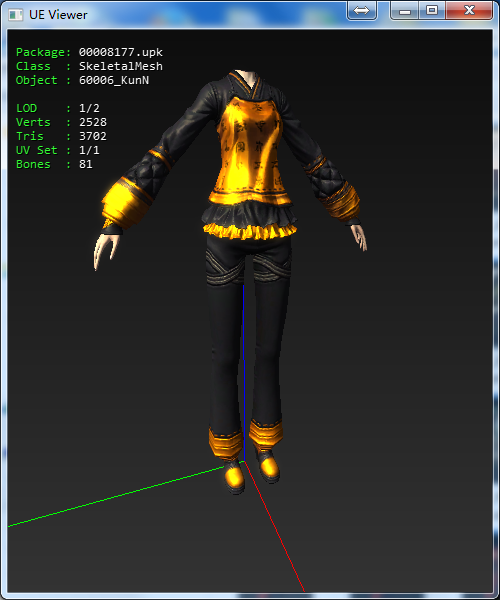 UE Viewer
Package: 00008177.upk
Class  : SkeletalMesh
Object : 60006_KunN
LOD    : 1/2
Verts  : 2528
Tris   : 3702
UV Set : 1/1
Bones  : 81